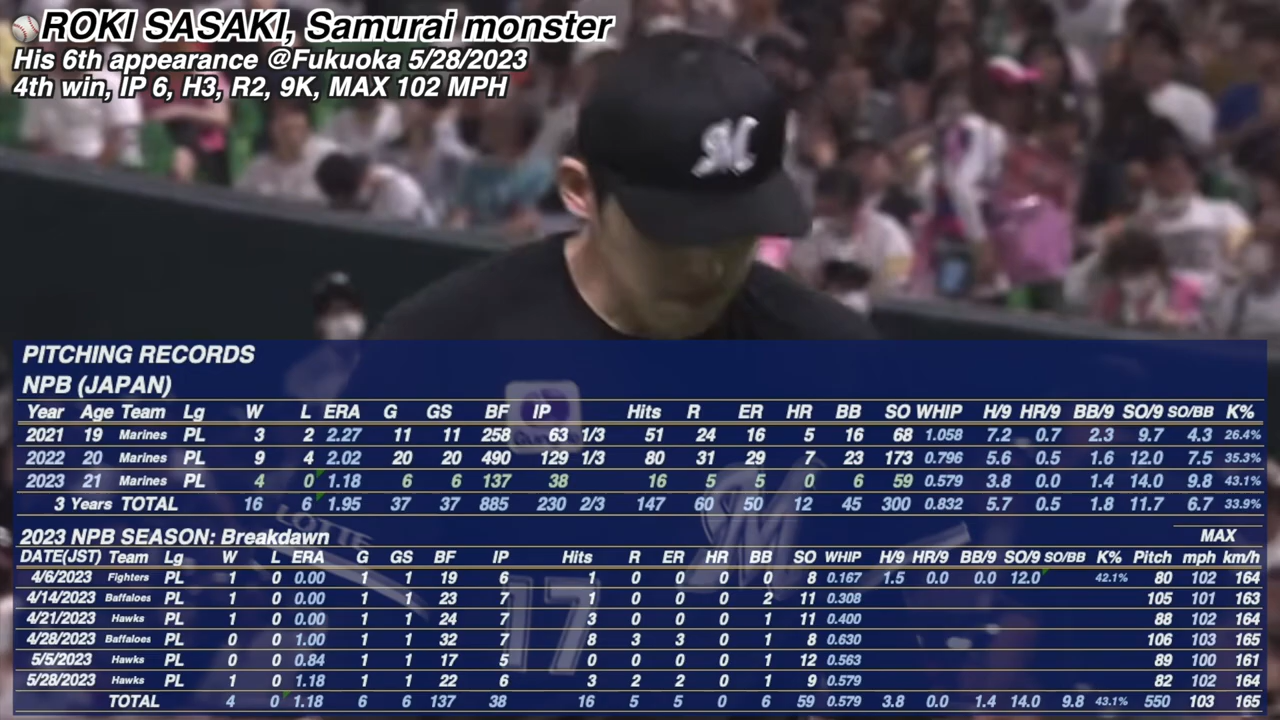 ⚾ROKI SASAKI, Samurai monster
His 6th appearance @Fukuoka 5/28/2023
4th win, IP 6, H3, R2, 9K, MAX 102 MPH
PITCHING RECORDS
NPB (JAPAN)
Year Age Team Lg W L ERA G GS BF IP Hits R ER HR BB SO WHIP H/9 HR/9 BB/9 SO/9 SO/BB K%
2021 19 Marines PL 3 2 2.27 11 11 258 63 1/3 51 24 16 5 16 68 1.058 7.2 0.7 2.3 9.7 4.3 26.4%
2022 20 Marines PL 9 4 2.02 20 20 490 129 1/3 80 31 29 7 23 173 0.796 5.6 0.5 1.6 12.0 7.5 35.3%
2023 21 Marines PL 4 0 1.18 6 6 137 38 16 5 5 0 6 59 0.579 3.8 0.0 1.4 14.0 9.8 43.1%
3 Years TOTAL 16 6 1.95 37 37 885 230 2/3 147 60 50 12 45 300 0.832 5.7 0.5 1.8 11.7 6.7 33.9%
2023 NPB SEASON: Breakdawn MAX
DATE(JST) Team Lg W L ERA G GS BF IP Hits R ER HR BB SO WHIP H/9 HR/9 BB/9 SO/9 SO/BB K% Pitch mph km/h
4/6/2023 Fighters PL 1 0 0.00 1 1 19 6 1 0 0 0 0 8 0.167 1.5 0.0 0.0 12.0 42.1% 80 102 164
4/14/2023 Baffaloes PL 1 0 0.00 1 1 23 7 1 0 0 0 2 11 0.308 105 101 163
4/21/2023 Hawks PL 1 0 0.00 1 1 24 7 3 0 0 0 1 11 0.400 88 102 164
4/28/2023 Baffaloes PL 0 0 1.00 1 1 32 7 8 3 3 0 1 8 0.630 106 103 165
5/5/2023 Hawks PL 0 0 0.84 1 1 17 5 0 0 0 0 1 12 0.563 89 100 161
5/28/2023 Hawks PL 1 0 1.18 1 1 22 6 3 2 2 0 1 9 0.579 82 102 164
TOTAL 4 0 1.18 6 6 137 38 16 5 5 0 6 59 0.579 3.8 0.0 1.4 14.0 9.8 43.1% 550 103 165
LOTTE
M
17